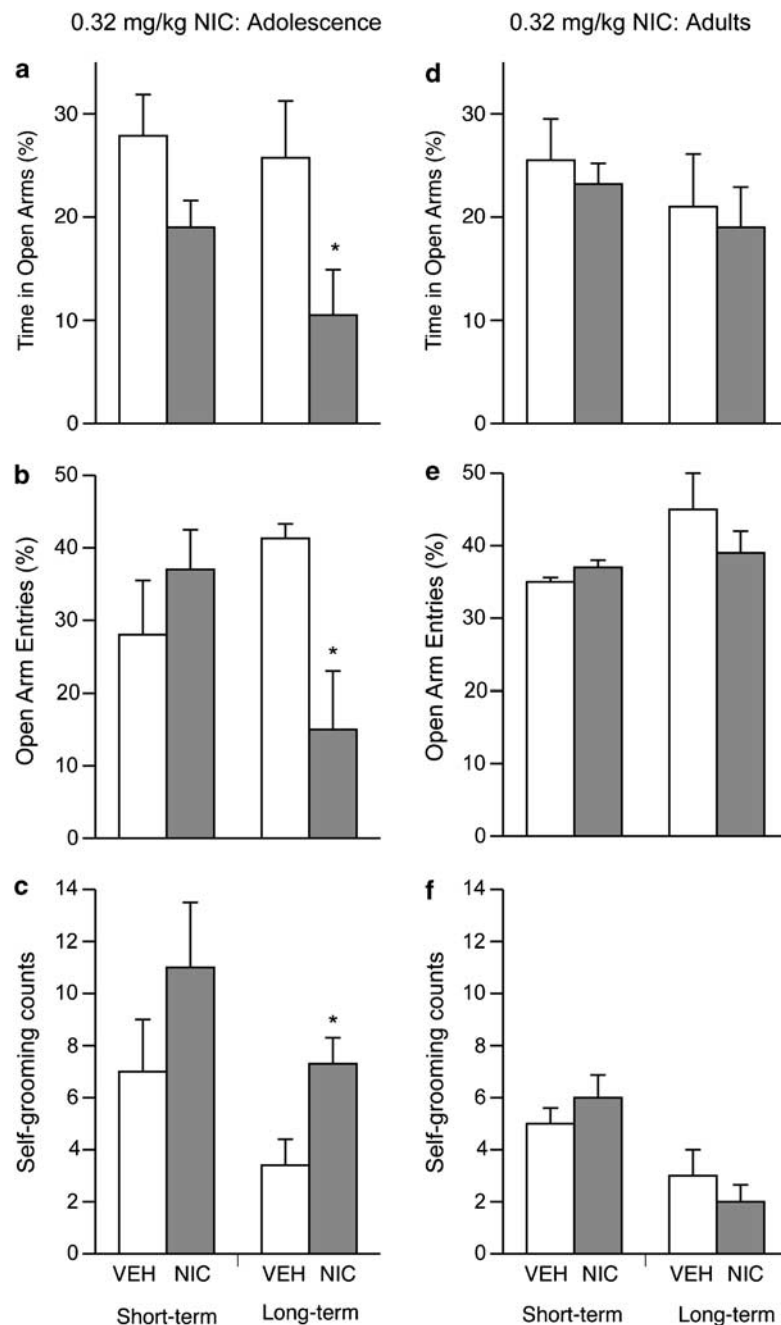 0.32 mg/kg NIC: Adolescence
a
Time in Open Arms (%)
30
20
10
0
*
b
Open Arm Entries (%)
50
40
30
20
10
0
*
c
Self-grooming counts
14
12
10
8
6
4
2
0
*
VEH NIC VEH NIC
Short-term Long-term
0.32 mg/kg NIC: Adults
d
Time in Open Arms (%)
30
20
10
0
e
Open Arm Entries (%)
50
40
30
20
10
0
f
Self-grooming counts
14
12
10
8
6
4
2
0
VEH NIC VEH NIC
Short-term Long-term